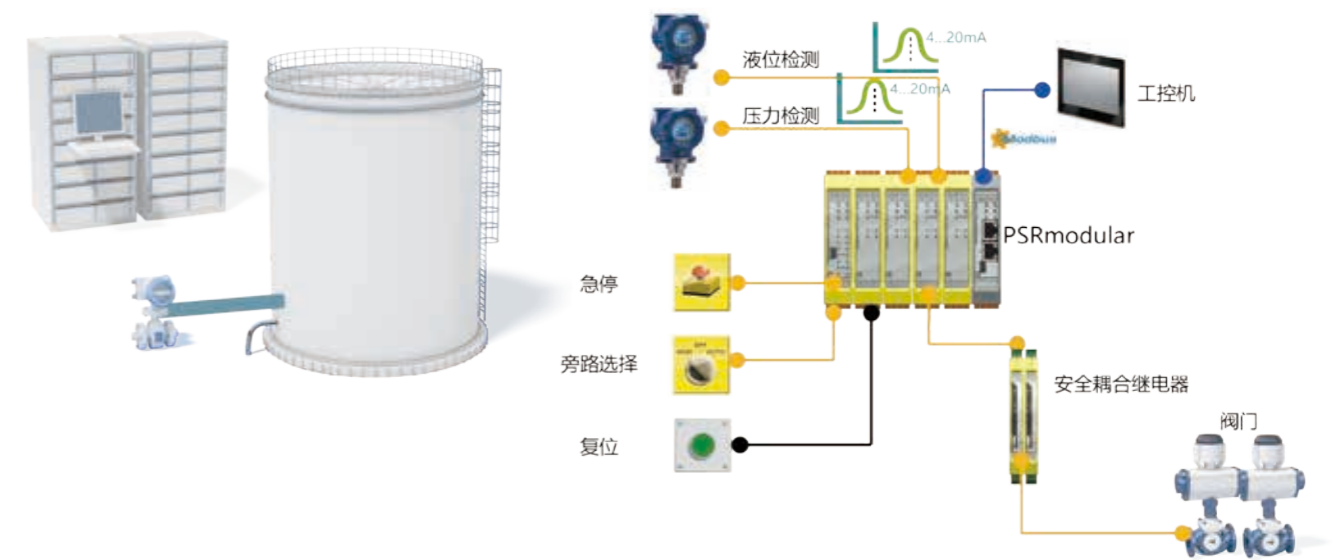 液位检测
4...20mA
4...20mA
压力检测
工控机
Modbus
PSRmodular
急停
旁路选择
安全耦合继电器
阀门
复位